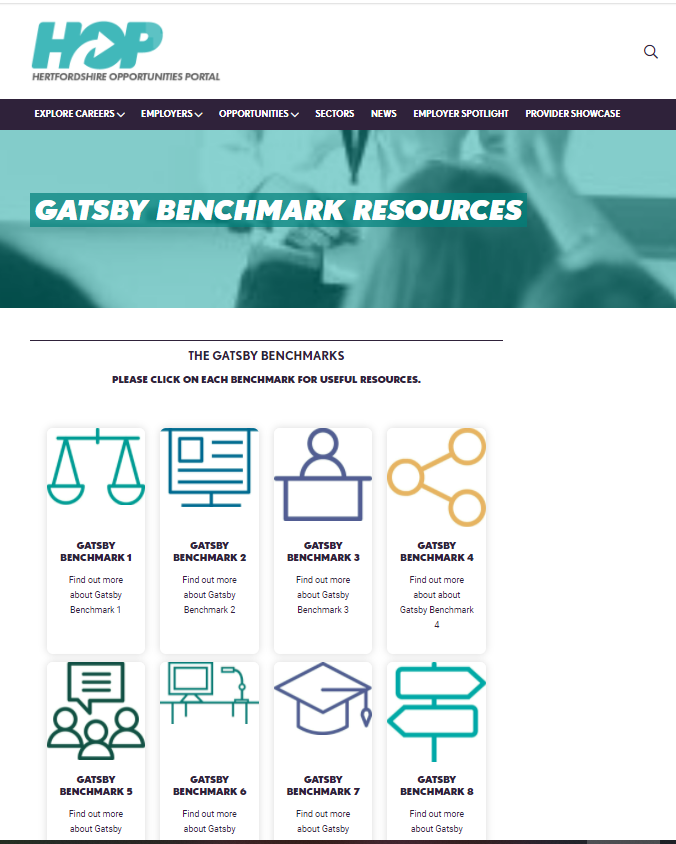 HOP
HERTFORDSHIRE OPPORTUNITIES PORTAL
EXPLORE CAREERS EMPLOYERS OPPORTUNITIES SECTORS NEWS EMPLOYER SPOTLIGHT PROVIDER SHOWCASE
GATSBY BENCHMARK RESOURCES
THE GATSBY BENCHMARKS
PLEASE CLICK ON EACH BENCHMARK FOR USEFUL RESOURCES.
GATSBY
BENCHMARK 1
Find out more
about Gatsby
Benchmark 1
GATSBY
BENCHMARK 2
Find out more
about Gatsby
Benchmark 2
GATSBY
BENCHMARK 3
Find out more
about Gatsby
Benchmark 3
GATSBY
BENCHMARK 4
Find out more
about about
Gatsby Benchmark
4
GATSBY
BENCHMARK 5
Find out more
about Gatsby
GATSBY
BENCHMARK 6
Find out more
about Gatsby
GATSBY
BENCHMARK 7
Find out more
about Gatsby
GATSBY
BENCHMARK 8
Find out more
about Gatsby